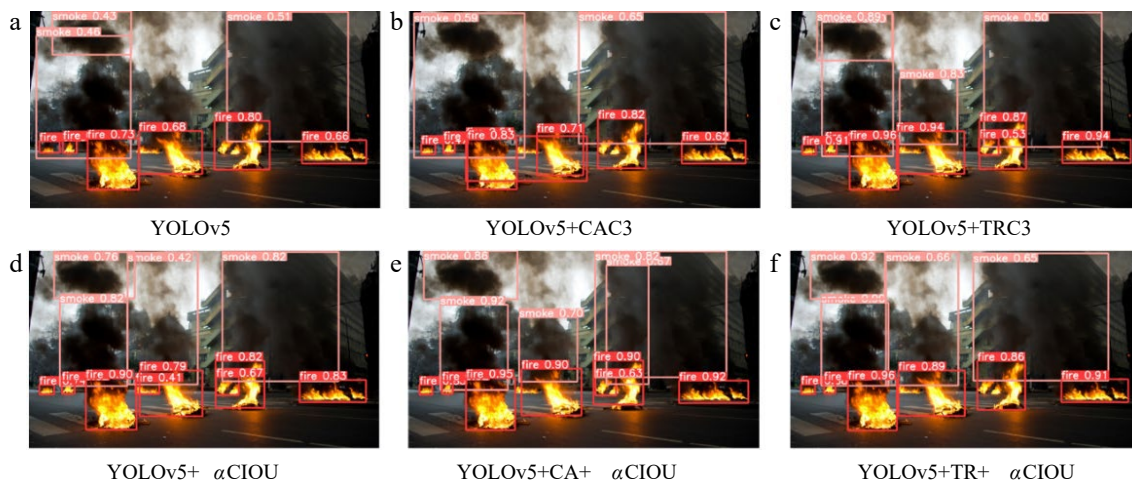 a
smoke 0.43
smoke 0.46
smoke 0.51
fire
fire
fire 0.73
fire 0.68
fire 0.80
fire 0.66
YOLOv5
b
smoke 0.59
smoke 0.65
fire
fire 0.83
fire 0.71
fire 0.82
fire 0.62
YOLOv5+CAC3
c
smoke 0.89
smoke 0.83
smoke 0.50
fire
0.91
fire 0.96
fire 0.94
fire 0.87
fire 0.53
fire 0.94
YOLOv5+TRC3
d
smoke 0.76
smoke 0.42
smoke 0.82
smoke 0.82
fire
fire 0.90
fire 0.79
fire 0.41
fire 0.82
fire 0.67
fire 0.83
YOLOv5+ αCIOU
e
smoke 0.86
smoke 0.82
smoke 0.67
smoke 0.92
smoke 0.70
fire
fire 0.95
fire 0.90
fire 0.90
fire 0.63
fire 0.92
YOLOv5+CA+ αCIOU
f
smoke 0.92
smoke 0.66
smoke 0.65
smoke
fire
fire 0.96
fire 0.89
fire 0.86
fire 0.91
YOLOv5+TR+ αCIOU